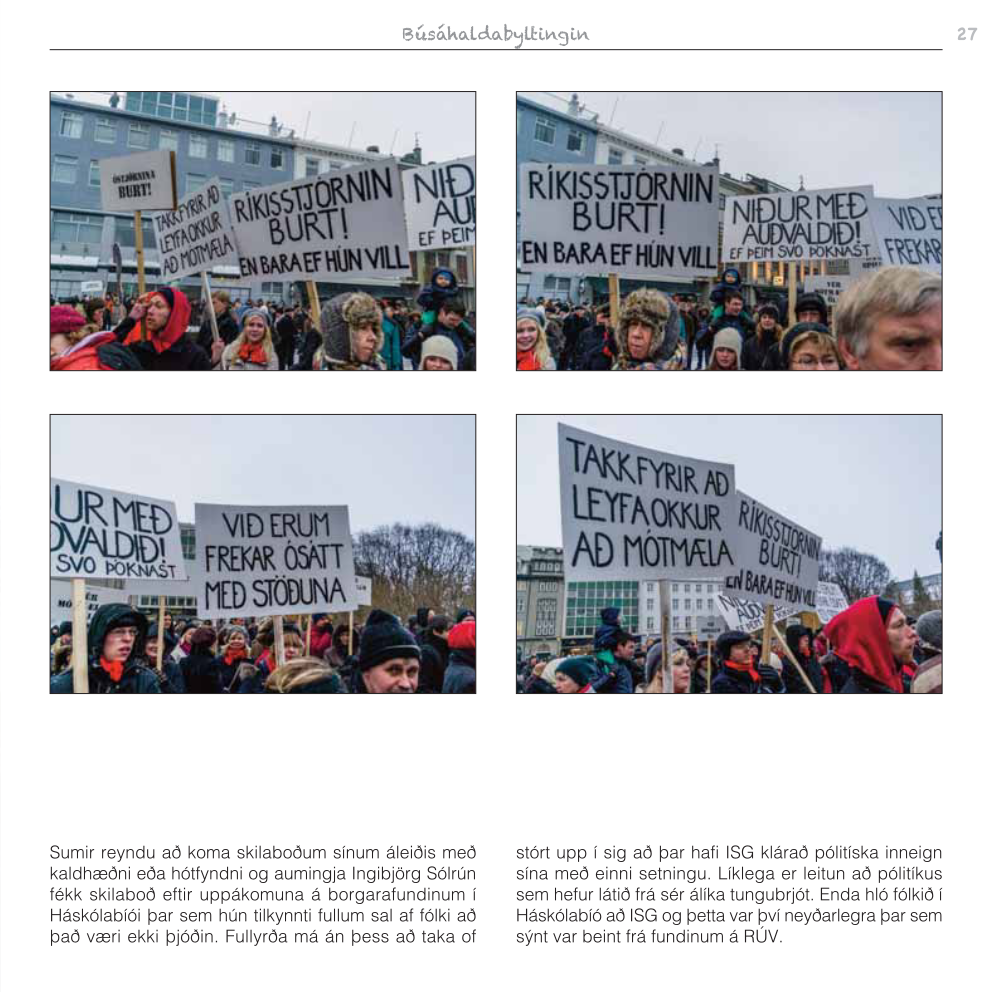 Búsáhaldabyltingin
27
ÓSTJÓRNINA
BURT!
TAKK FYRIR AÐ
LEYFA OKKUR
AÐ MÓTMÆLA
RÍKISSTJÓRNIN
BURT!
EN BARA EF HÚN VILL
NIÐ
AU
EF ÞEIM
RÍKISSTJÓRNIN
BURT!
EN BARA EF HÚN VILL
NIÐUR MEÐ
AUÐVALDIÐ!
EF ÞEIM SVO ÞÓKNAST
VIÐ E
FREKAR
UR MEÐ
ÐVALDIÐ!
SVO ÞOKNAST
VIÐ ERUM
FREKAR ÓSÁTT
MEÐ STÖÐUNA
TAKK FYRIR AÐ
LEYFA OKKUR
AÐ MÓTMÆLA
RÍKISSTJÓRNIN
BURT!
EN BARA EF HÚN VILL
Sumir reyndu að koma skilaboðum sínum áleiðis með
kaldhæðni eða hótfyndni og aumingja Ingibjörg Sólrún
fékk skilaboð eftir uppákomuna á borgarafundinum í
Háskólabíói þar sem hún tilkynnti fullum sal af fólki að
það væri ekki þjóðin. Fullyrða má án þess að taka of
stórt upp í sig að þar hafi ISG klárað pólitíska inneign
sína með einni setningu. Líklega er leitun að pólitíkus
sem hefur látið frá sér álíka tungubrjót. Enda hló fólkið í
Háskólabíó að ISG og þetta var því neyðarlegra þar sem
sýnt var beint frá fundinum á RÚV.